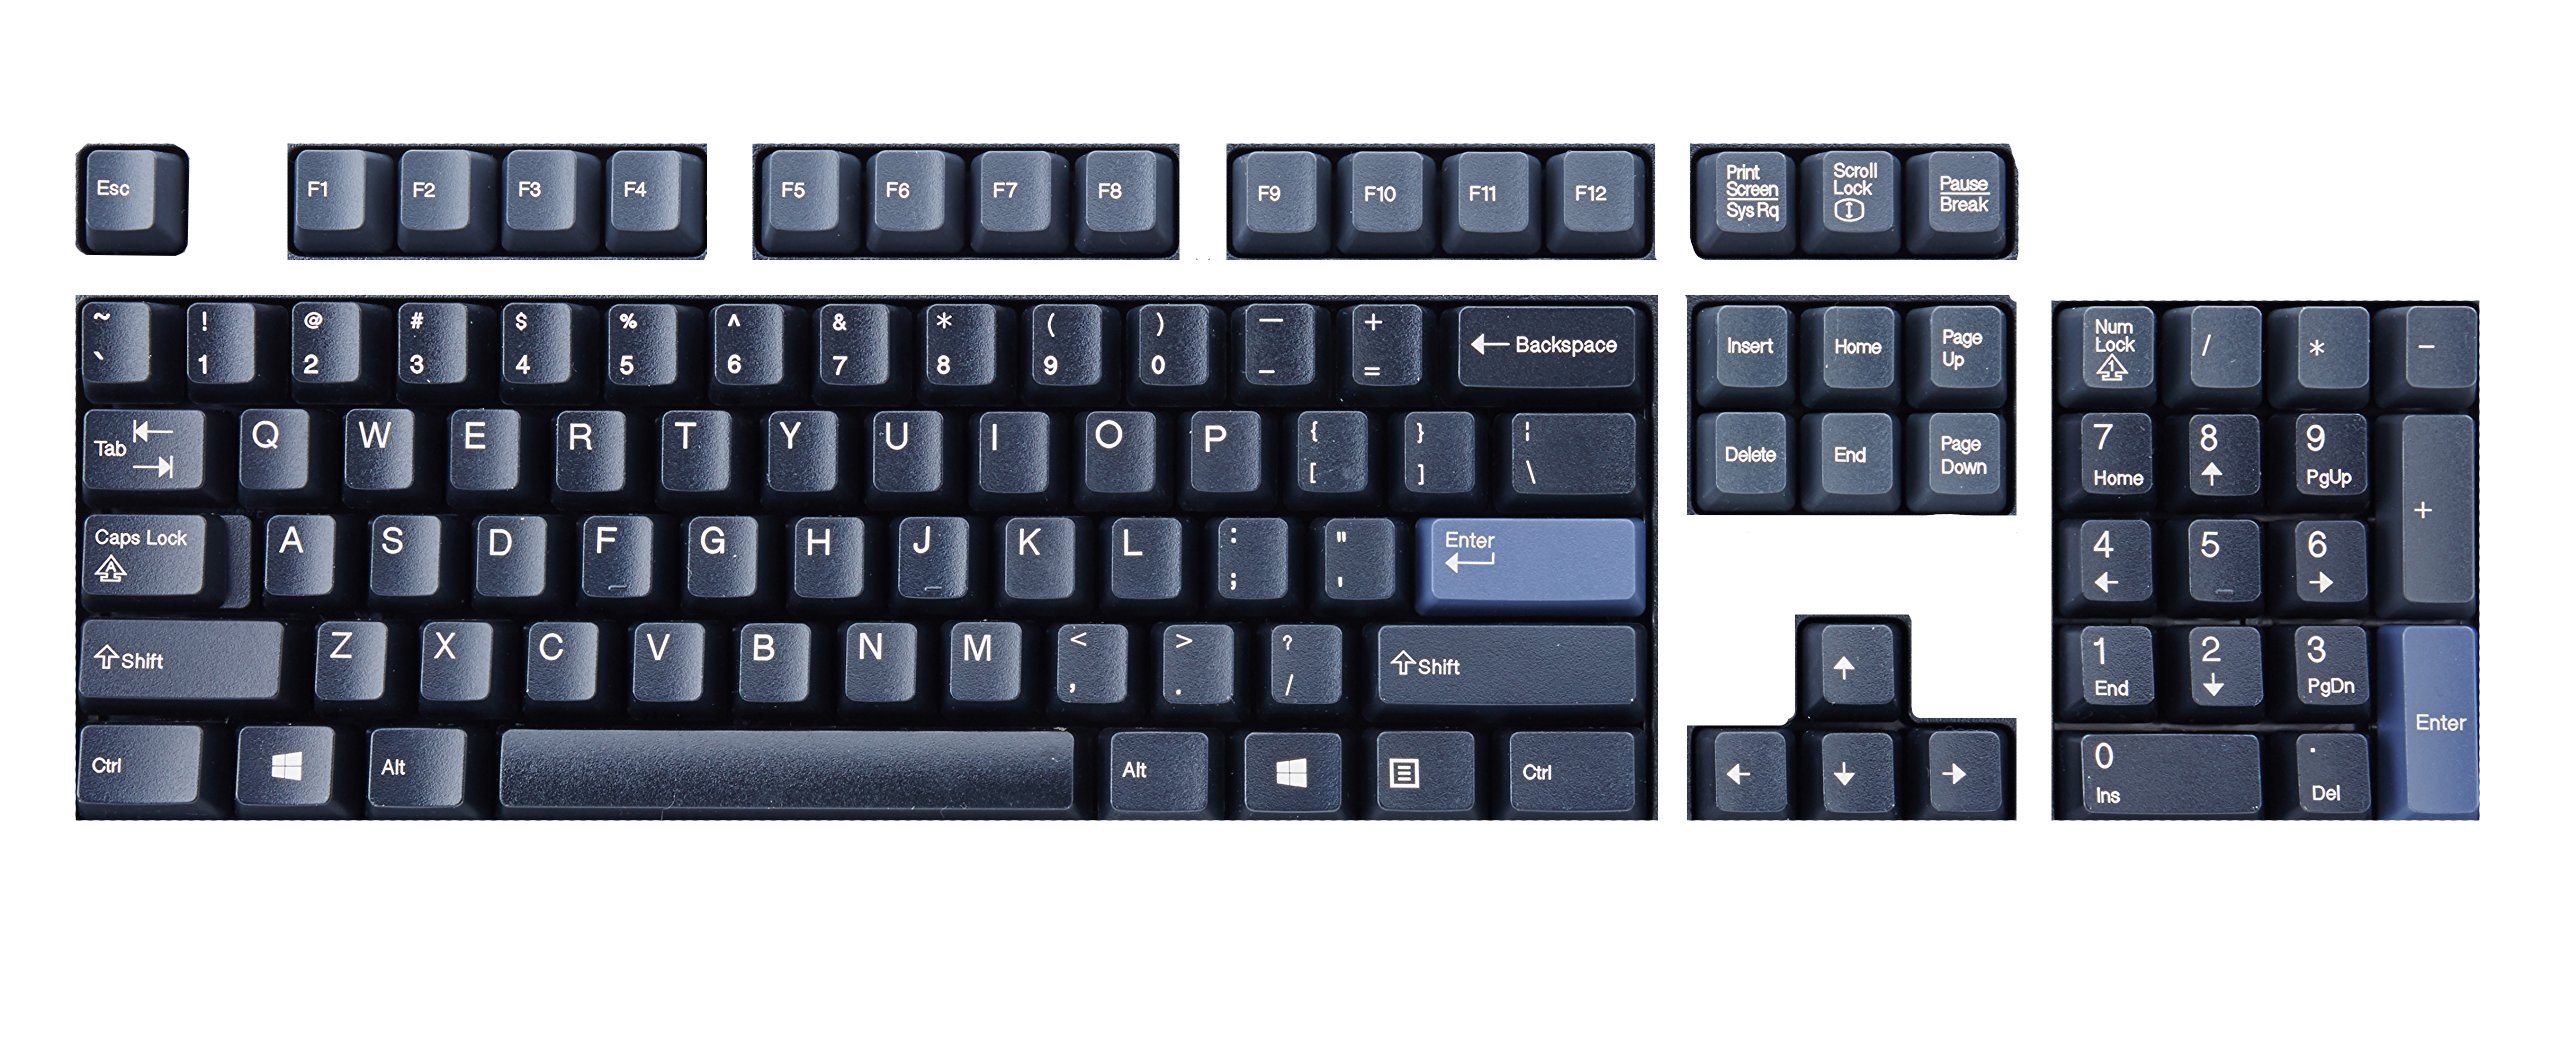 Esc F1 F2 F3 F4 F5 F6 F7 F8 F9 F10 F11 F12 Print Screen Sys Rq Scroll Lock Pause Break
~ ! @ # $ % ^ & * ( ) — +
` 1 2 3 4 5 6 7 8 9 0 – = ← Backspace Insert Home Page Up Num Lock 1 / * –
Tab Q W E R T Y U I O P { } ¦
[ ] \ Delete End Page Down 7 Home 8 ↑ 9 PgUp +
Caps Lock A A S D F G H J K L : " Enter
; ' 4 ← 5 6 →
⇧Shift Z X C V B N M < > ? ⇧Shift ↑
, . / 1 End 2 ↓ 3 PgDn Enter
Ctrl Alt Alt Ctrl ← ↓ → 0 Ins . Del